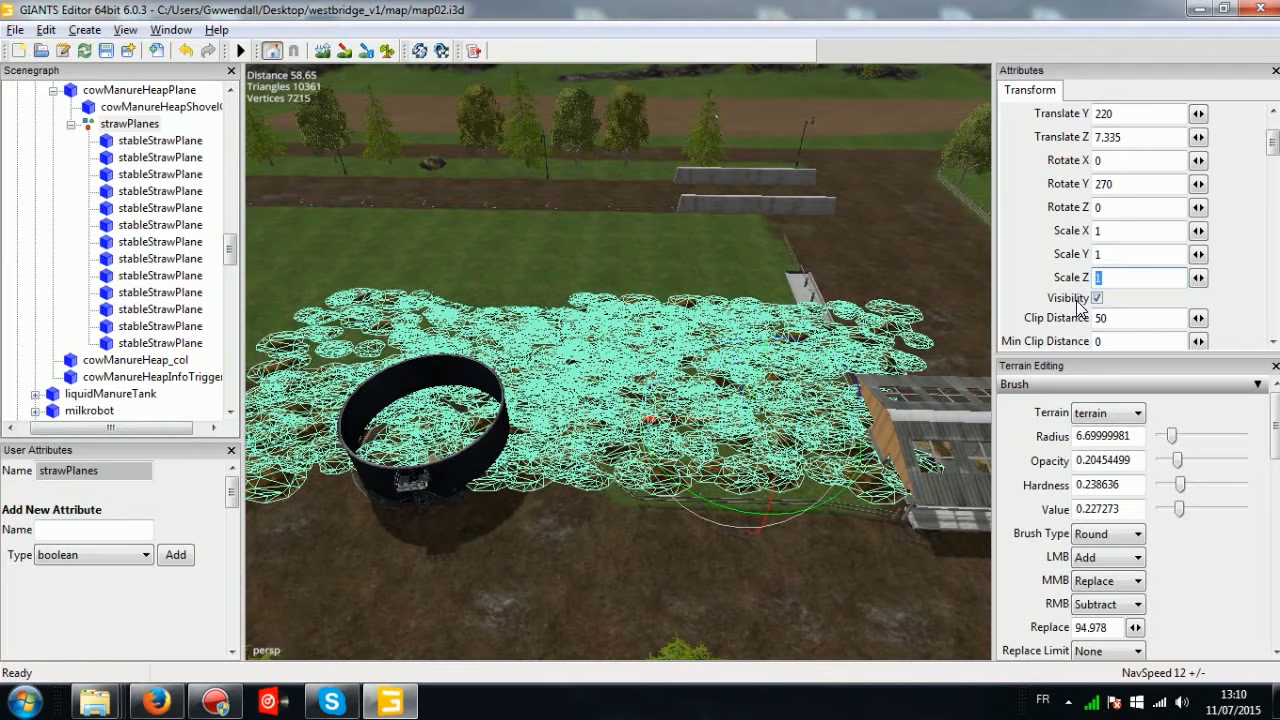 GIANTS Editor 64bit 6.0.3 - C:/Users/Gwwendall/Desktop/westbridge_v1/map/map02.i3d
File Edit Create View Window Help
Scenegraph
cowManureHeapPlane
cowManureHeapShovel
strawPlanes
stableStrawPlane
stableStrawPlane
stableStrawPlane
stableStrawPlane
stableStrawPlane
stableStrawPlane
stableStrawPlane
stableStrawPlane
stableStrawPlane
stableStrawPlane
stableStrawPlane
stableStrawPlane
stableStrawPlane
cowManureHeap_col
cowManureHeapInfoTrigger
liquidManureTank
milkrobot
User Attributes
Name strawPlanes
Add New Attribute
Name
Type boolean Add
Distance 58.65
Triangles 10361
Vertices 7215
persp
Attributes
Transform
Translate Y 220
Translate Z 7.335
Rotate X 0
Rotate Y 270
Rotate Z 0
Scale X 1
Scale Y 1
Scale Z 1
Visibility
Clip Distance 50
Min Clip Distance 0
Terrain Editing
Brush
Terrain terrain
Radius 6.69999981
Opacity 0.20454499
Hardness 0.238636
Value 0.227273
Brush Type Round
LMB Add
MMB Replace
RMB Subtract
Replace 94.978
Replace Limit None
Ready
NavSpeed 12 +/-
FR
13:10
11/07/2015